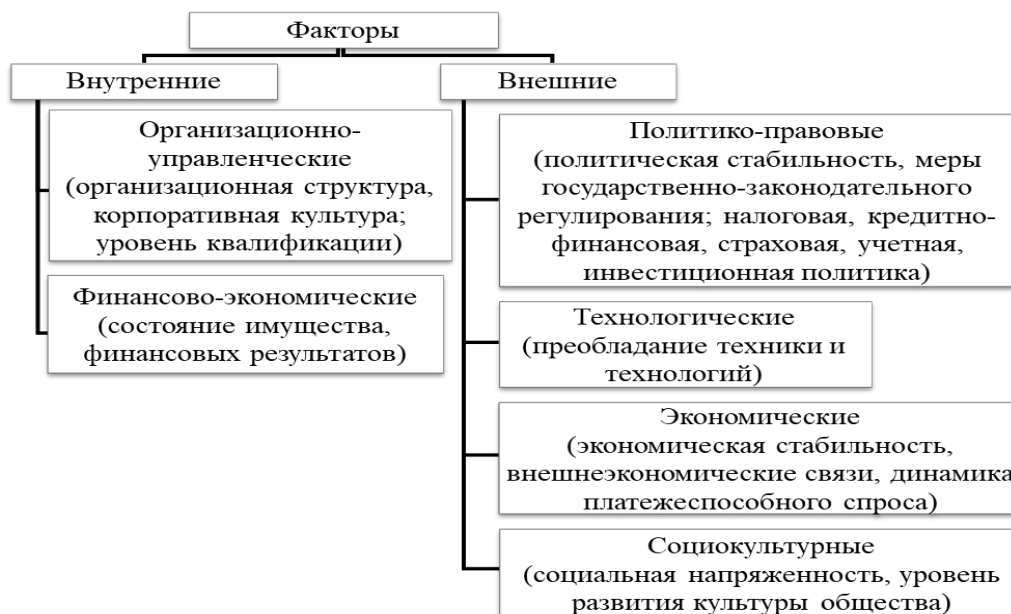 Факторы
Внутренние
Организационно-
управленческие
(организационная структура,
корпоративная культура;
уровень квалификации)
Финансово-экономические
(состояние имущества,
финансовых результатов)
Внешние
Политико-правовые
(политическая стабильность, меры
государственно-законодательного
регулирования; налоговая, кредитно-
финансовая, страховая, учетная,
инвестиционная политика)
Технологические
(преобладание техники и
технологий)
Экономические
(экономическая стабильность,
внешнеэкономические связи, динамика
платежеспособного спроса)
Социокультурные
(социальная напряженность, уровень
развития культуры общества)